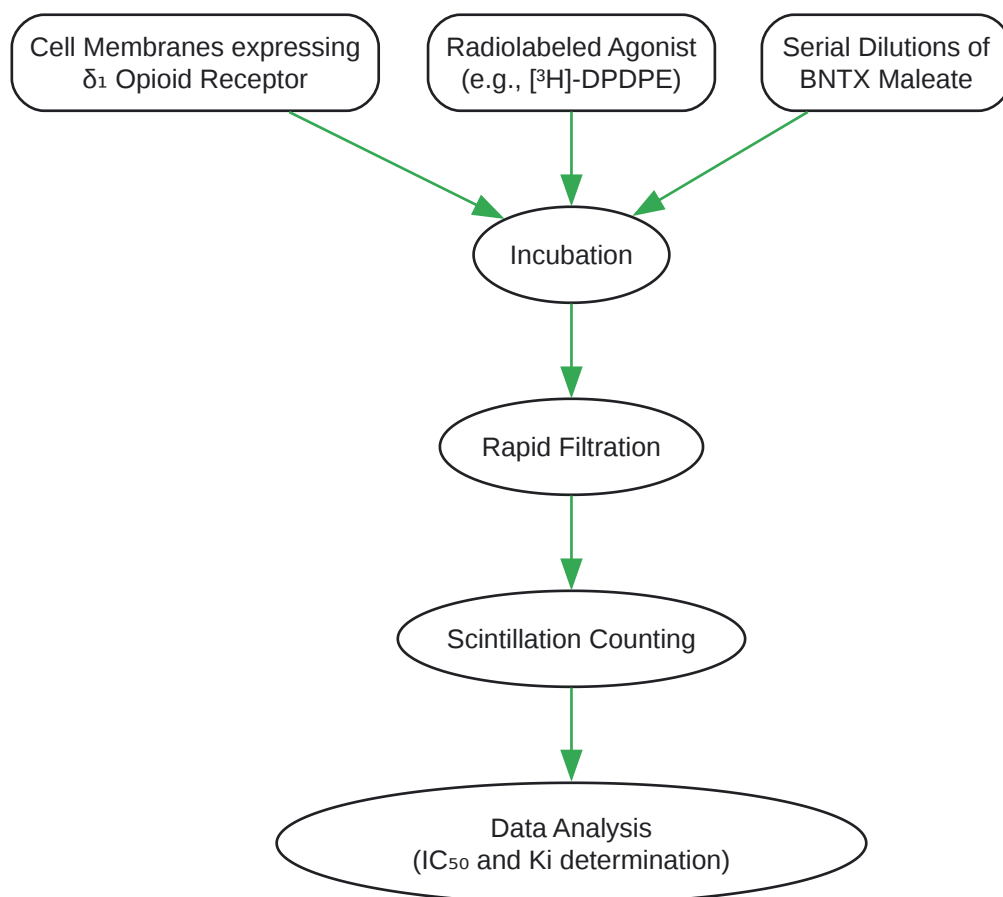 Cell Membranes expressing
δ₁ Opioid Receptor
Radiolabeled Agonist
(e.g., [³H]-DPDPE)
Serial Dilutions of
BNTX Maleate
Incubation
Rapid Filtration
Scintillation Counting
Data Analysis
(IC₅₀ and Ki determination)